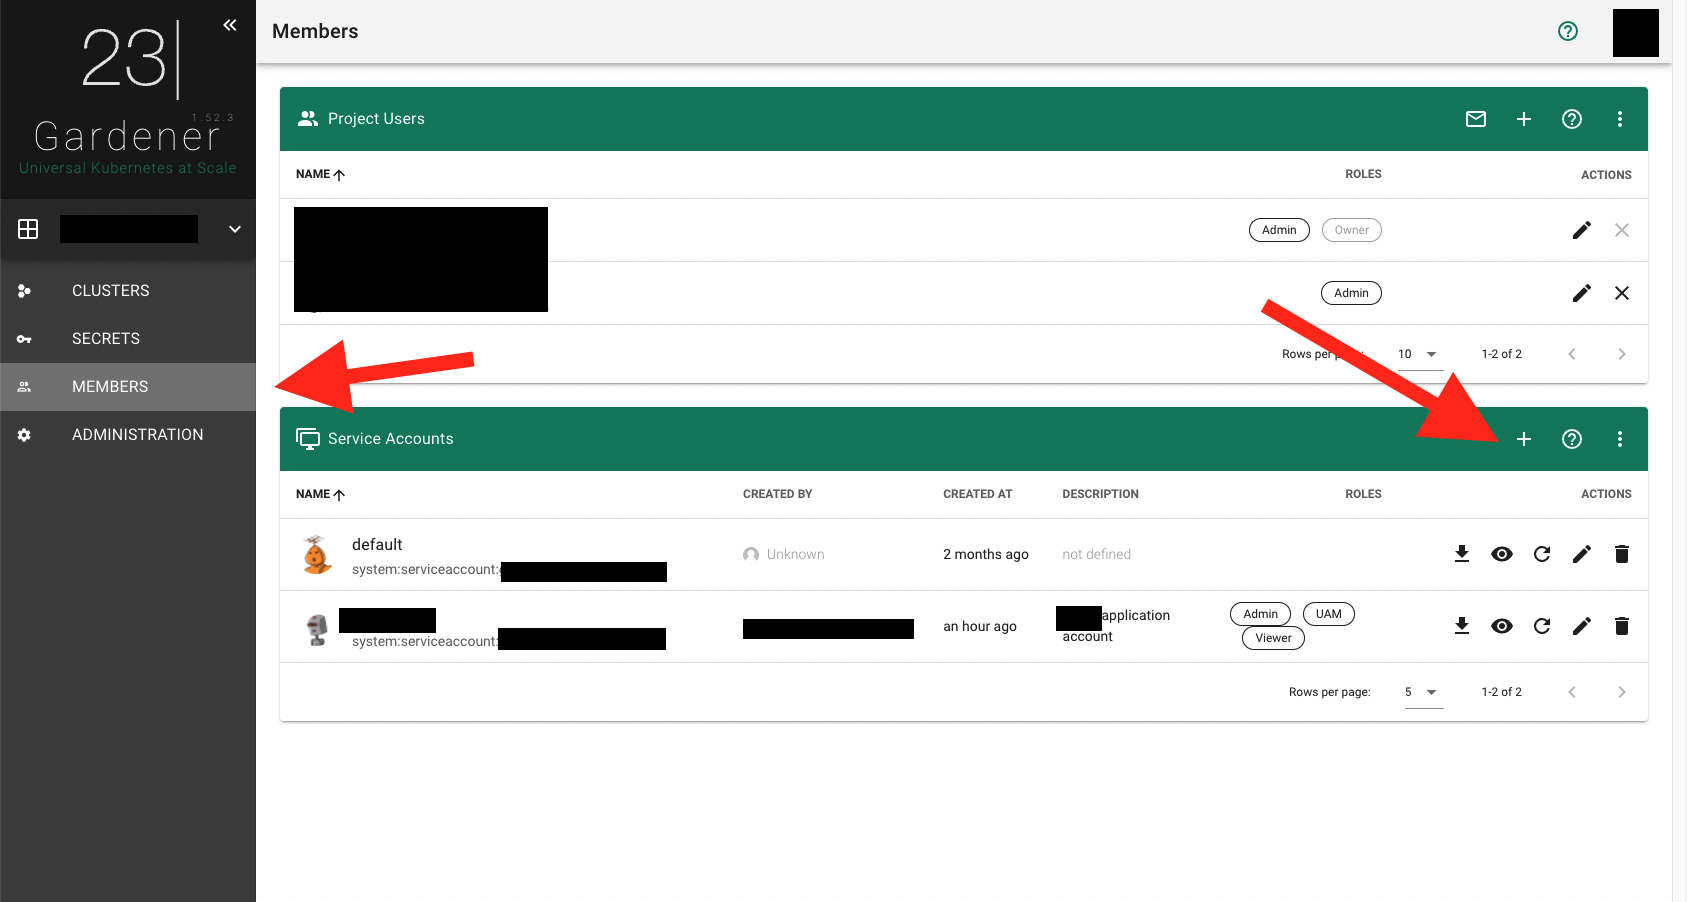 23|
1.52.3
Gardener
Universal Kubernetes at Scale
CLUSTERS
SECRETS
MEMBERS
ADMINISTRATION
Members
Project Users
NAME ROLES ACTIONS
Admin Owner
Admin
Rows per 10 1-2 of 2
Service Accounts
NAME CREATED BY CREATED AT DESCRIPTION ROLES ACTIONS
default
system:serviceaccount:
Unknown
2 months ago
not defined
system:serviceaccount:
an hour ago
application
account
Admin UAM
Viewer
Rows per page: 5 1-2 of 2